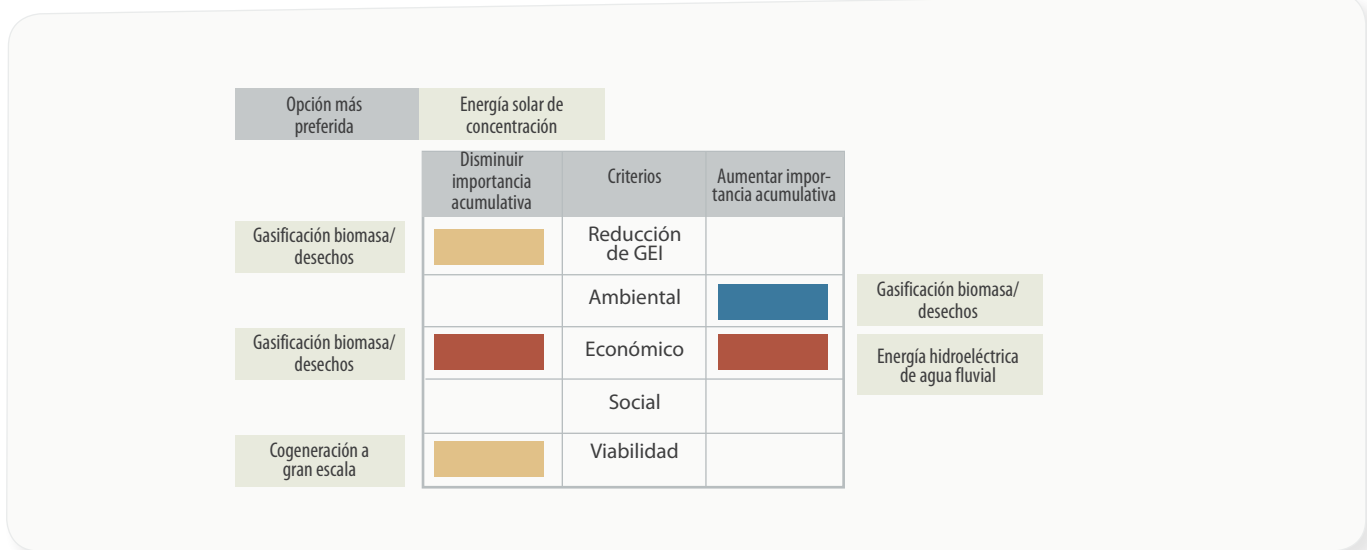 Opción más
preferida
Energía solar de
concentración
Disminuir
importancia
acumulativa
Criterios
Aumentar impor-
tancia acumulativa
Gasificación biomasa/
desechos
Reducción
de GEI
Ambiental
Gasificación biomasa/
desechos
Gasificación biomasa/
desechos
Económico
Energía hidroeléctrica
de agua fluvial
Social
Cogeneración a
gran escala
Viabilidad